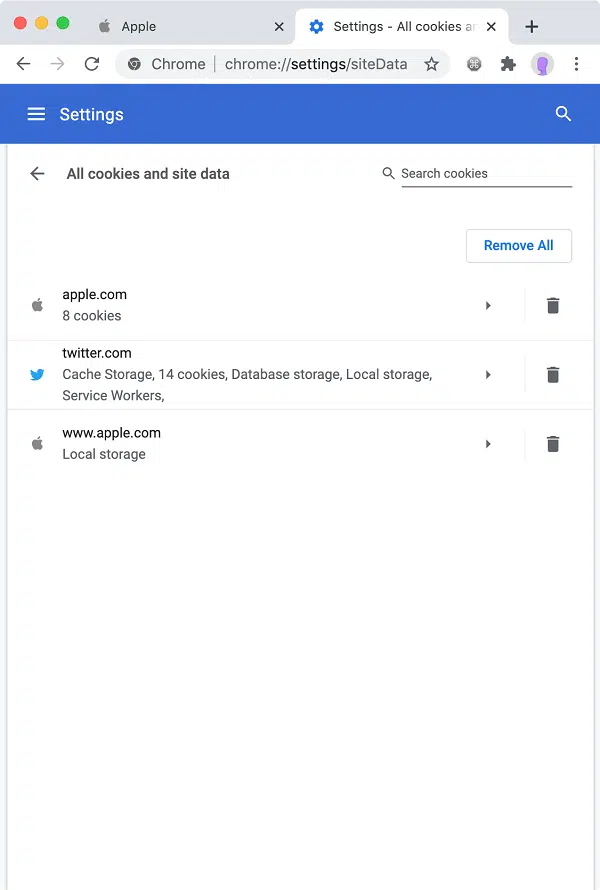 Apple
Settings - All cookies a
Chrome | chrome://settings/siteData
Settings
All cookies and site data
Search cookies
Remove All
apple.com
8 cookies
twitter.com
Cache Storage, 14 cookies, Database storage, Local storage,
Service Workers,
www.apple.com
Local storage